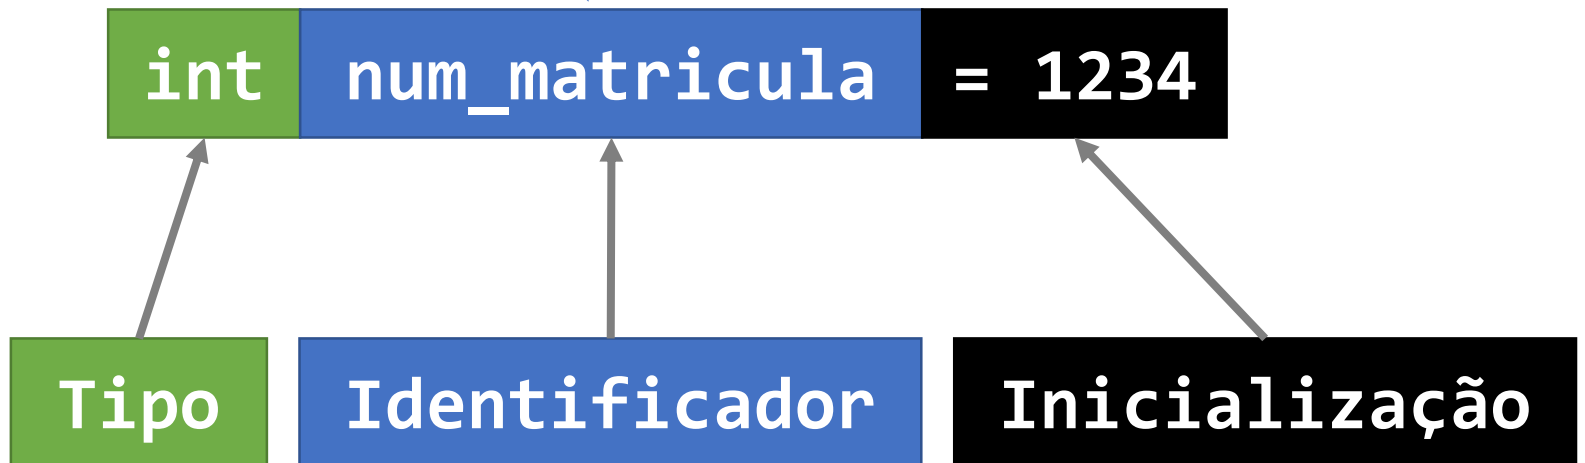 int num_matricula = 1234
Tipo Identificador Inicialização